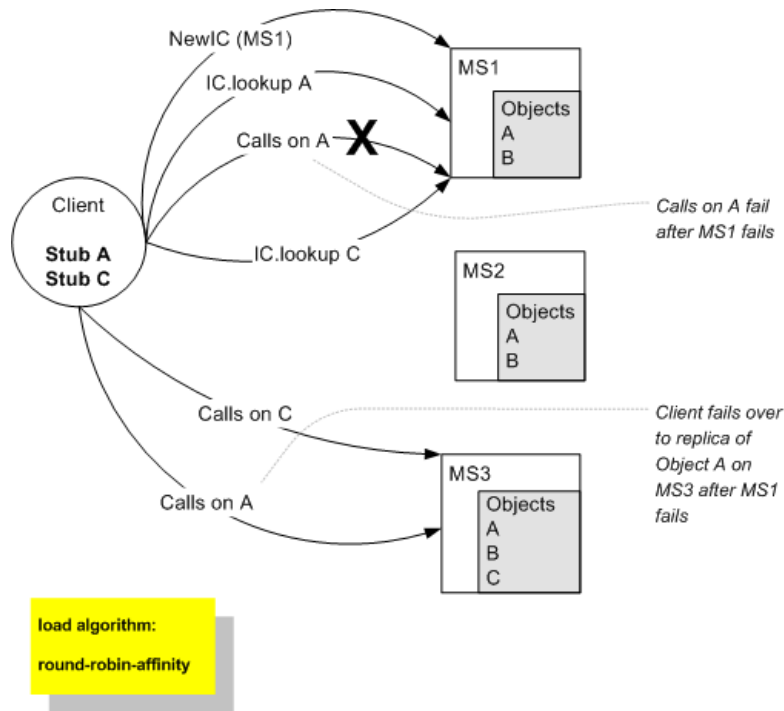 NewIC (MS1)
IC.lookup A
Calls on A
X
IC.lookup C
Client
Stub A
Stub C
MS1
Objects
A
B
Calls on A fail
after MS1 fails
MS2
Objects
A
B
Calls on C
Calls on A
Client fails over
to replica of
Object A on
MS3 after MS1
fails
MS3
Objects
A
B
C
load algorithm:
round-robin-affinity